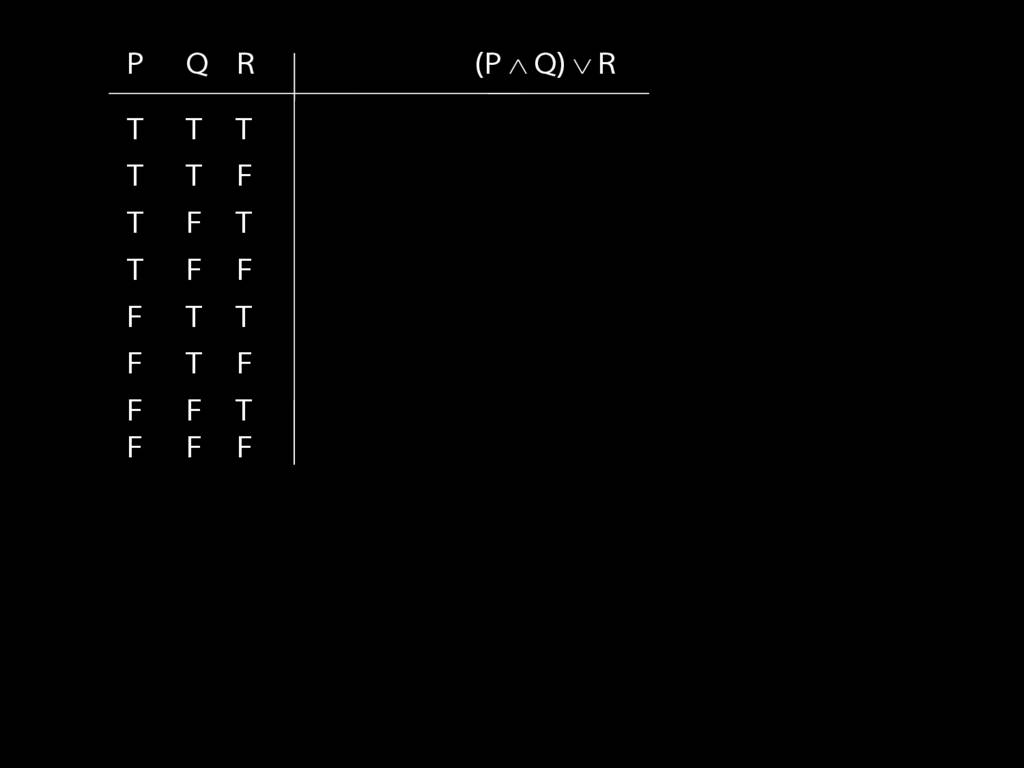 P Q R (P ∧ Q) ∨ R
T T T
T T F
T F T
T F F
F T T
F T F
F F T
F F F